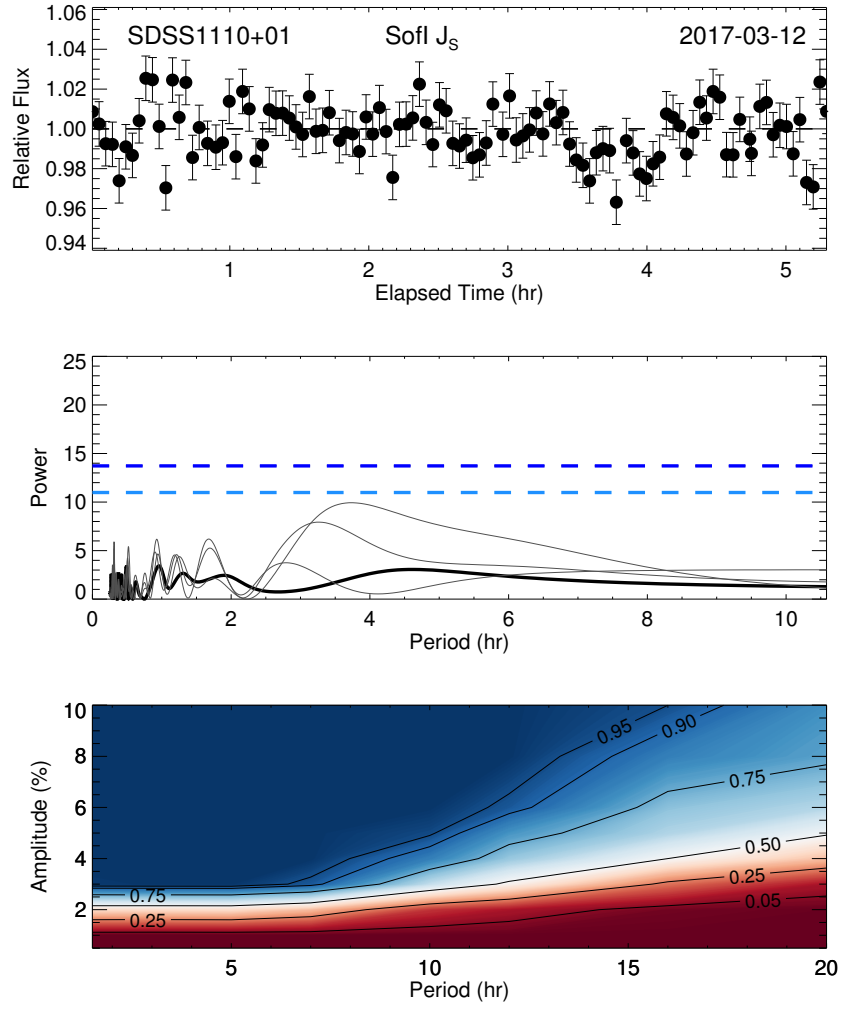 SDSS1110+01 SofI J_S 2017-03-12
Relative Flux
1.06
1.04
1.02
1.00
0.98
0.96
0.94
1 2 3 4 5
Elapsed Time (hr)
Power
25
20
15
10
5
0
0 2 4 6 8 10
Period (hr)
Amplitude (%)
10
8
6
4
2
0.95
0.90
0.75
0.50
0.25
0.05
0.75
0.25
5 10 15 20
Period (hr)